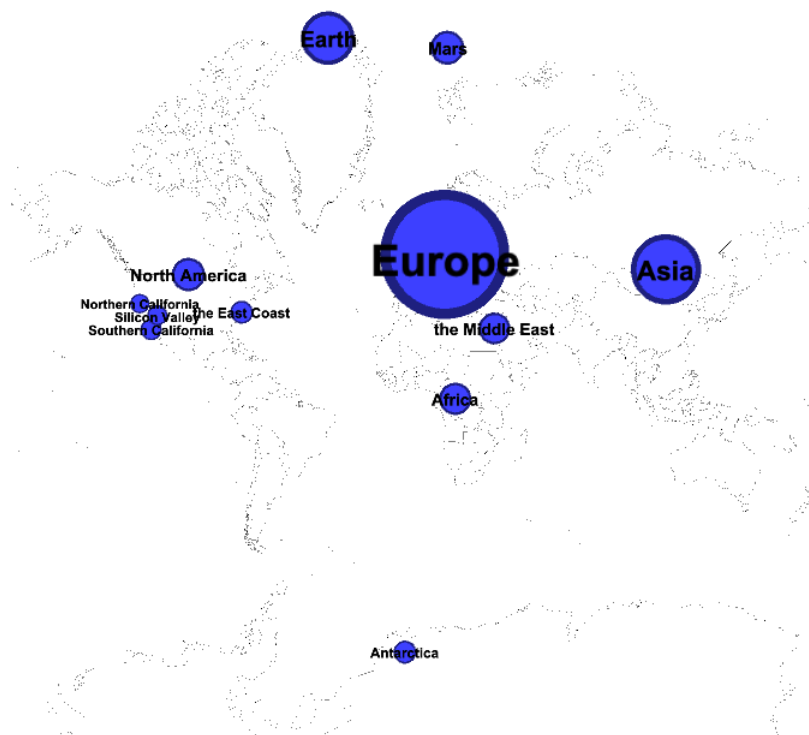 Earth
Mars
Europe
Asia
North America
Northern California
Silicon Valley
the East Coast
Southern California
the Middle East
Africa
Antarctica